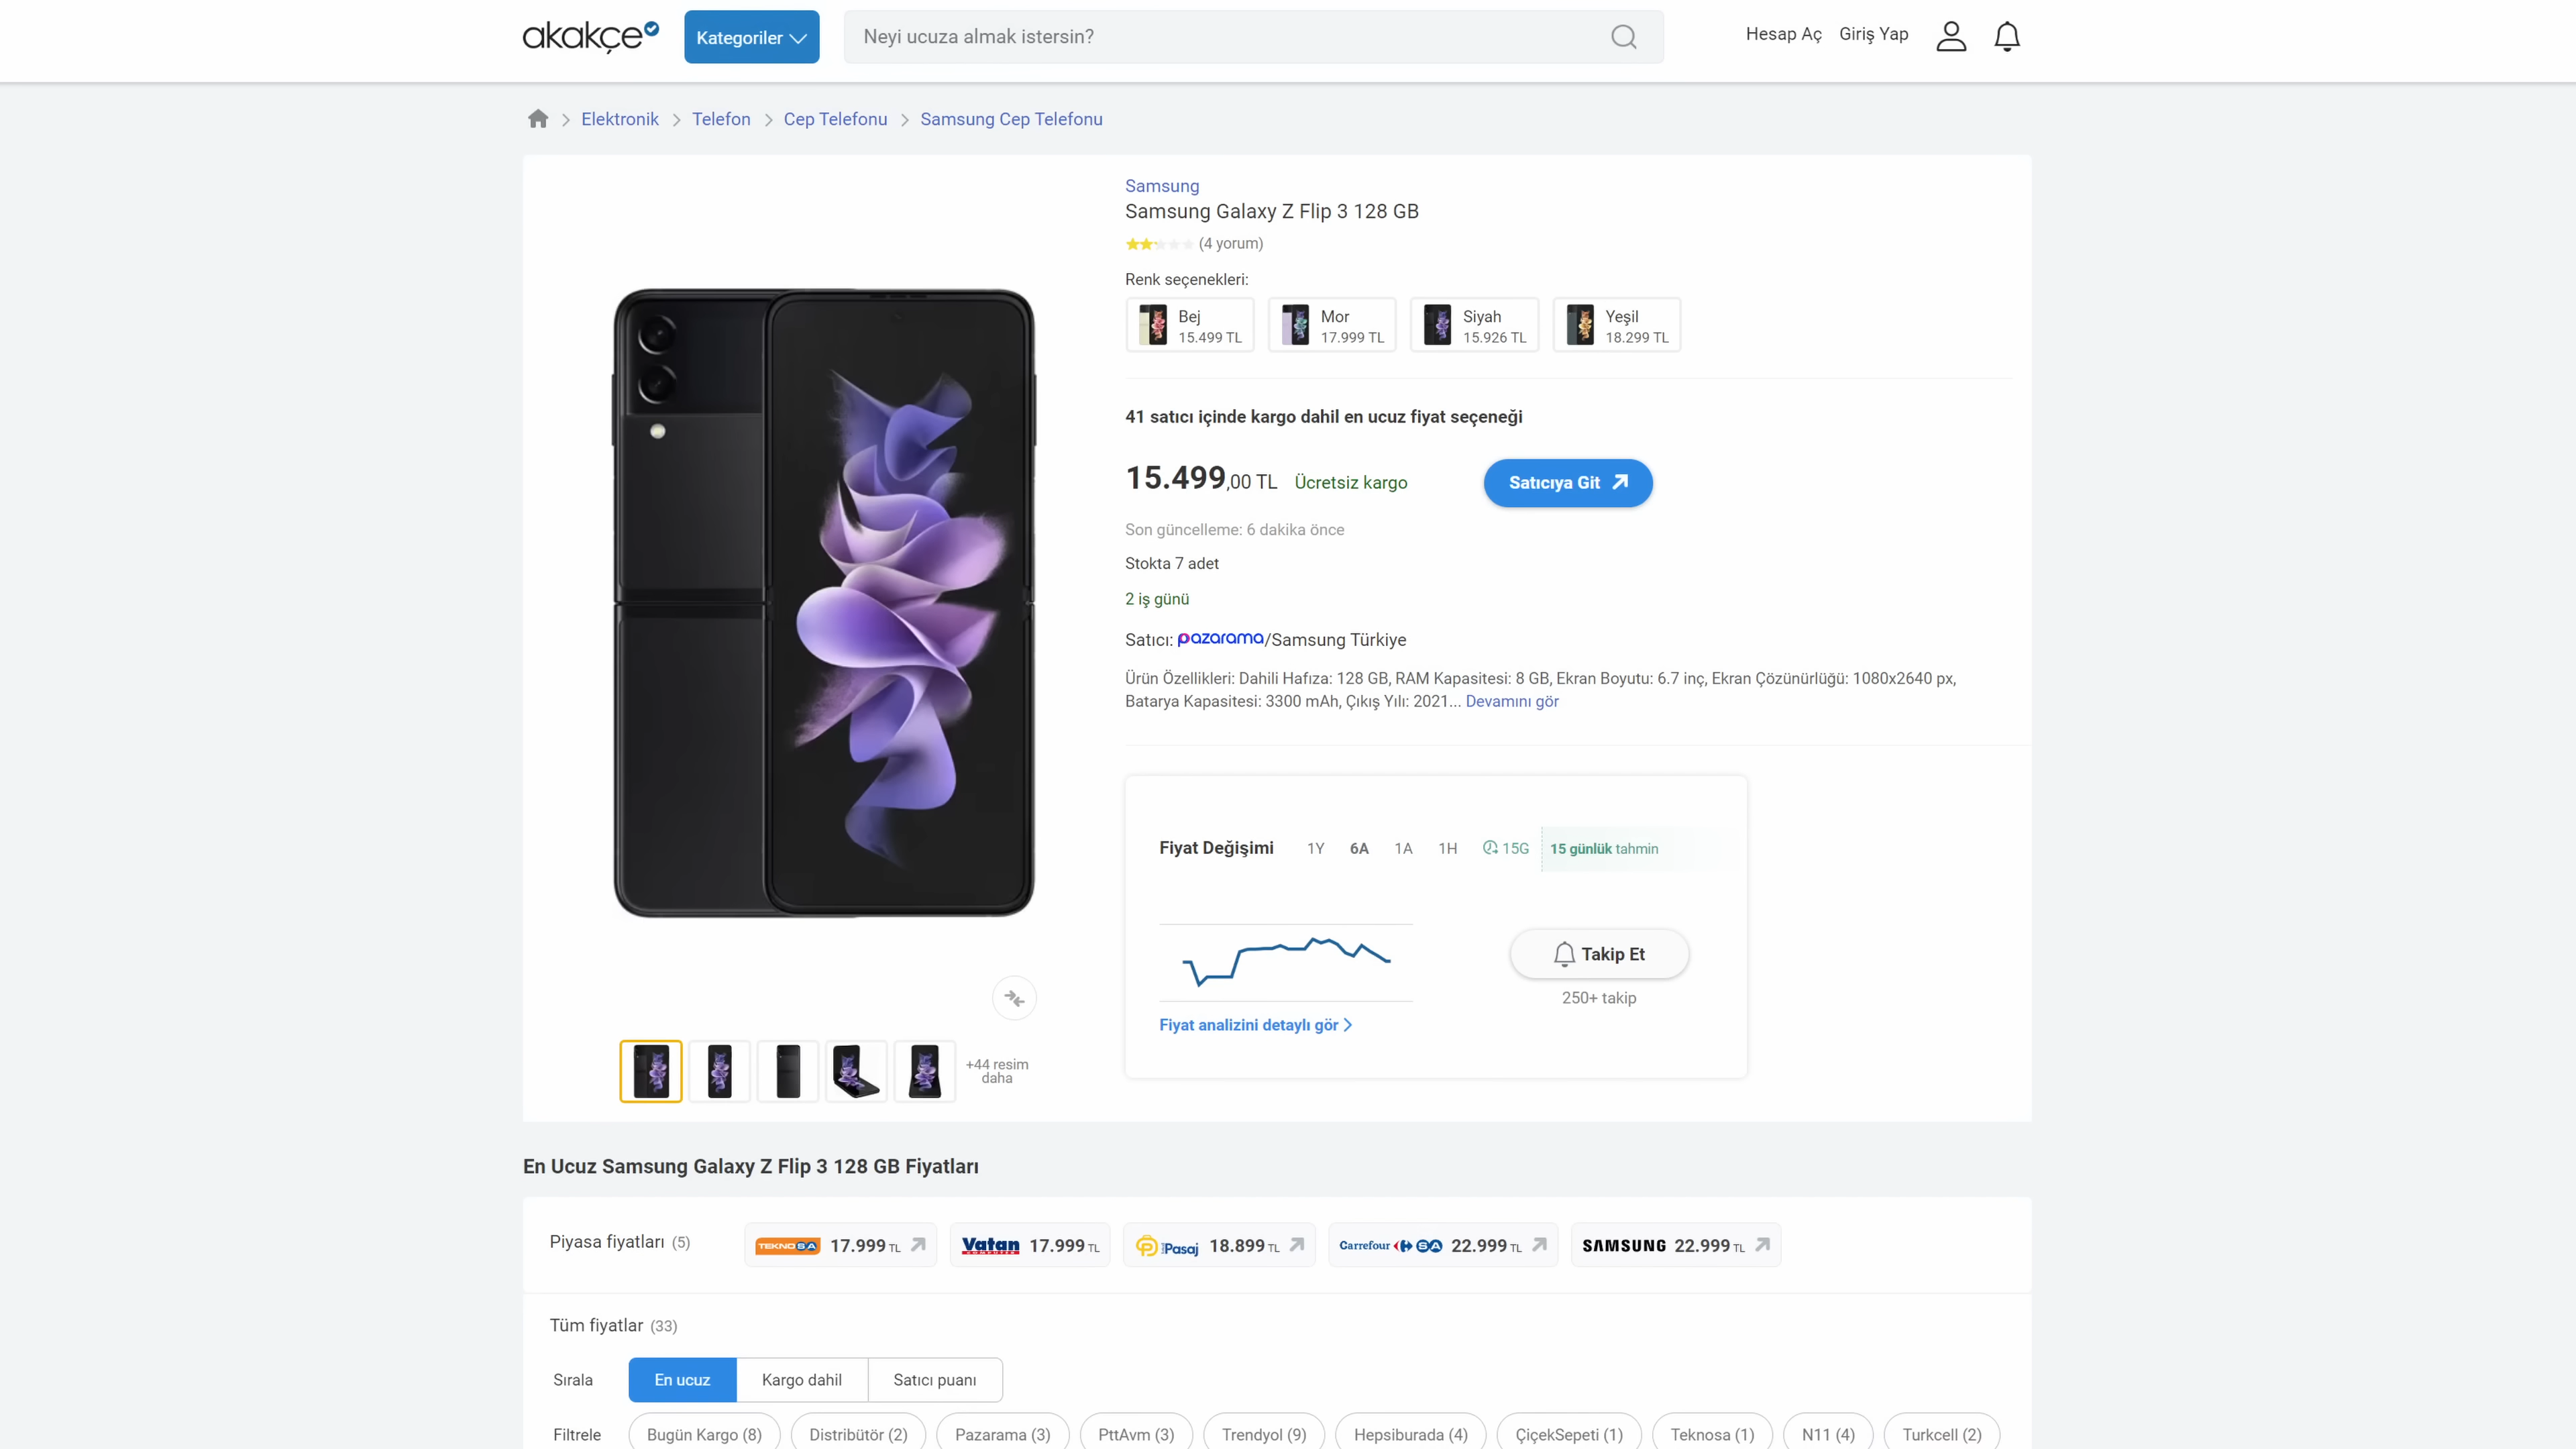 akakçe
Kategoriler
Neyi ucuza almak istersin?
Hesap Aç
Giriş Yap
Elektronik
Telefon
Cep Telefonu
Samsung Cep Telefonu
Samsung
Samsung Galaxy Z Flip 3 128 GB
(4 yorum)
Renk seçenekleri:
Bej
15.499 TL
Mor
17.999 TL
Siyah
15.926 TL
Yeşil
18.299 TL
41 satıcı içinde kargo dahil en ucuz fiyat seçeneği
15.499,00 TL Ücretsiz kargo
Satıcıya Git
Son güncelleme: 6 dakika önce
Stokta 7 adet
2 iş günü
Satıcı: pazarama/Samsung Türkiye
Ürün Özellikleri: Dahili Hafıza: 128 GB, RAM Kapasitesi: 8 GB, Ekran Boyutu: 6.7 inç, Ekran Çözünürlüğü: 1080x2640 px,
Batarya Kapasitesi: 3300 mAh, Çıkış Yılı: 2021... Devamını gör
Fiyat Değişimi 1Y 6A 1A 1H 15G 15 günlük tahmin
Takip Et
250+ takip
Fiyat analizini detaylı gör
+44 resim
daha
En Ucuz Samsung Galaxy Z Flip 3 128 GB Fiyatları
Piyasa fiyatları (5)
TEKNOSA 17.999 TL
Vatan COMPUTER 17.999 TL
Pasaj 18.899 TL
Carrefour SA 22.999 TL
SAMSUNG 22.999 TL
Tüm fiyatlar (33)
Sırala
En ucuz
Kargo dahil
Satıcı puanı
Filtrele
Bugün Kargo (8)
Distribütör (2)
Pazarama (3)
PttAvm (3)
Trendyol (9)
Hepsiburada (4)
ÇiçekSepeti (1)
Teknosa (1)
N11 (4)
Turkcell (2)